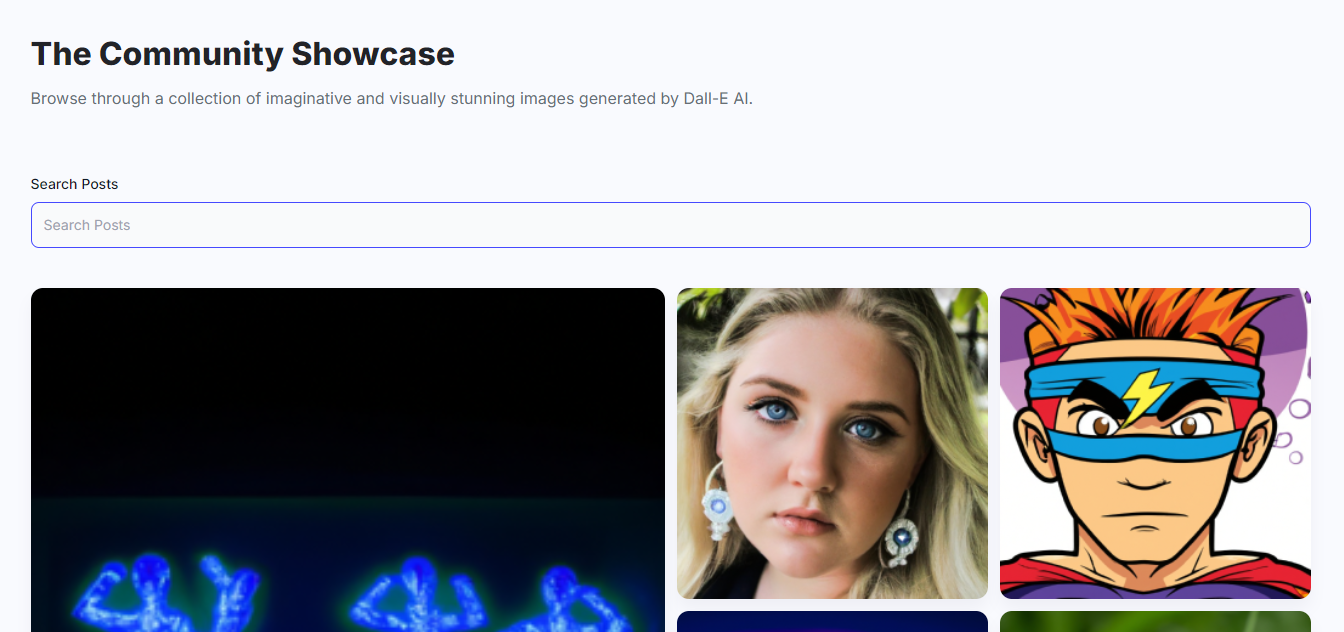 The Community Showcase
Browse through a collection of imaginative and visually stunning images generated by Dall-E AI.
Search Posts
Search Posts